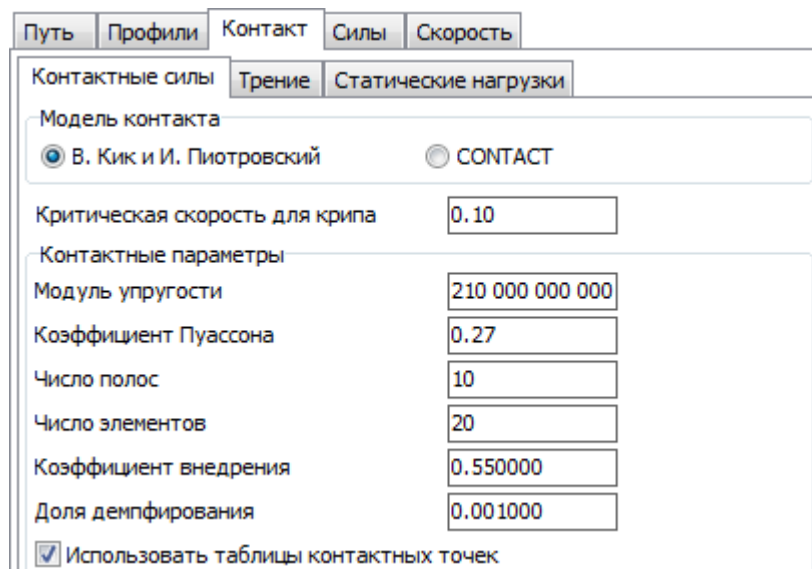 Путь Профили Контакт Силы Скорость
Контактные силы Трение Статические нагрузки
Модель контакта
В. Кик и И. Пиотровский CONTACT
Критическая скорость для крипа 0.10
Контактные параметры
Модуль упругости 210 000 000 000
Коэффициент Пуассона 0.27
Число полос 10
Число элементов 20
Коэффициент внедрения 0.550000
Доля демпфирования 0.001000
Использовать таблицы контактных точек